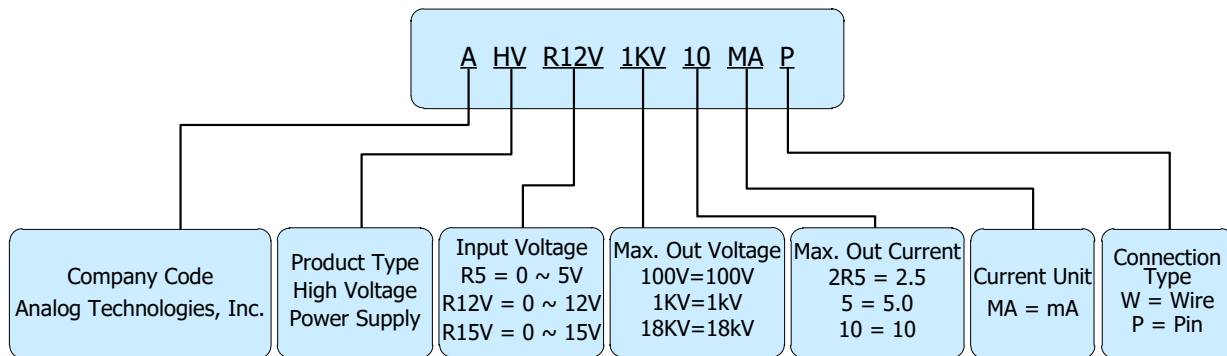 A HV R12V 1KV 10 MA P
Company Code
Analog Technologies, Inc.
Product Type
High Voltage
Power Supply
Input Voltage
R5 = 0 ~ 5V
R12V = 0 ~ 12V
R15V = 0 ~ 15V
Max. Out Voltage
100V=100V
1KV=1kV
18KV=18kV
Max. Out Current
2R5 = 2.5
5 = 5.0
10 = 10
Current Unit
MA = mA
Connection
Type
W = Wire
P = Pin